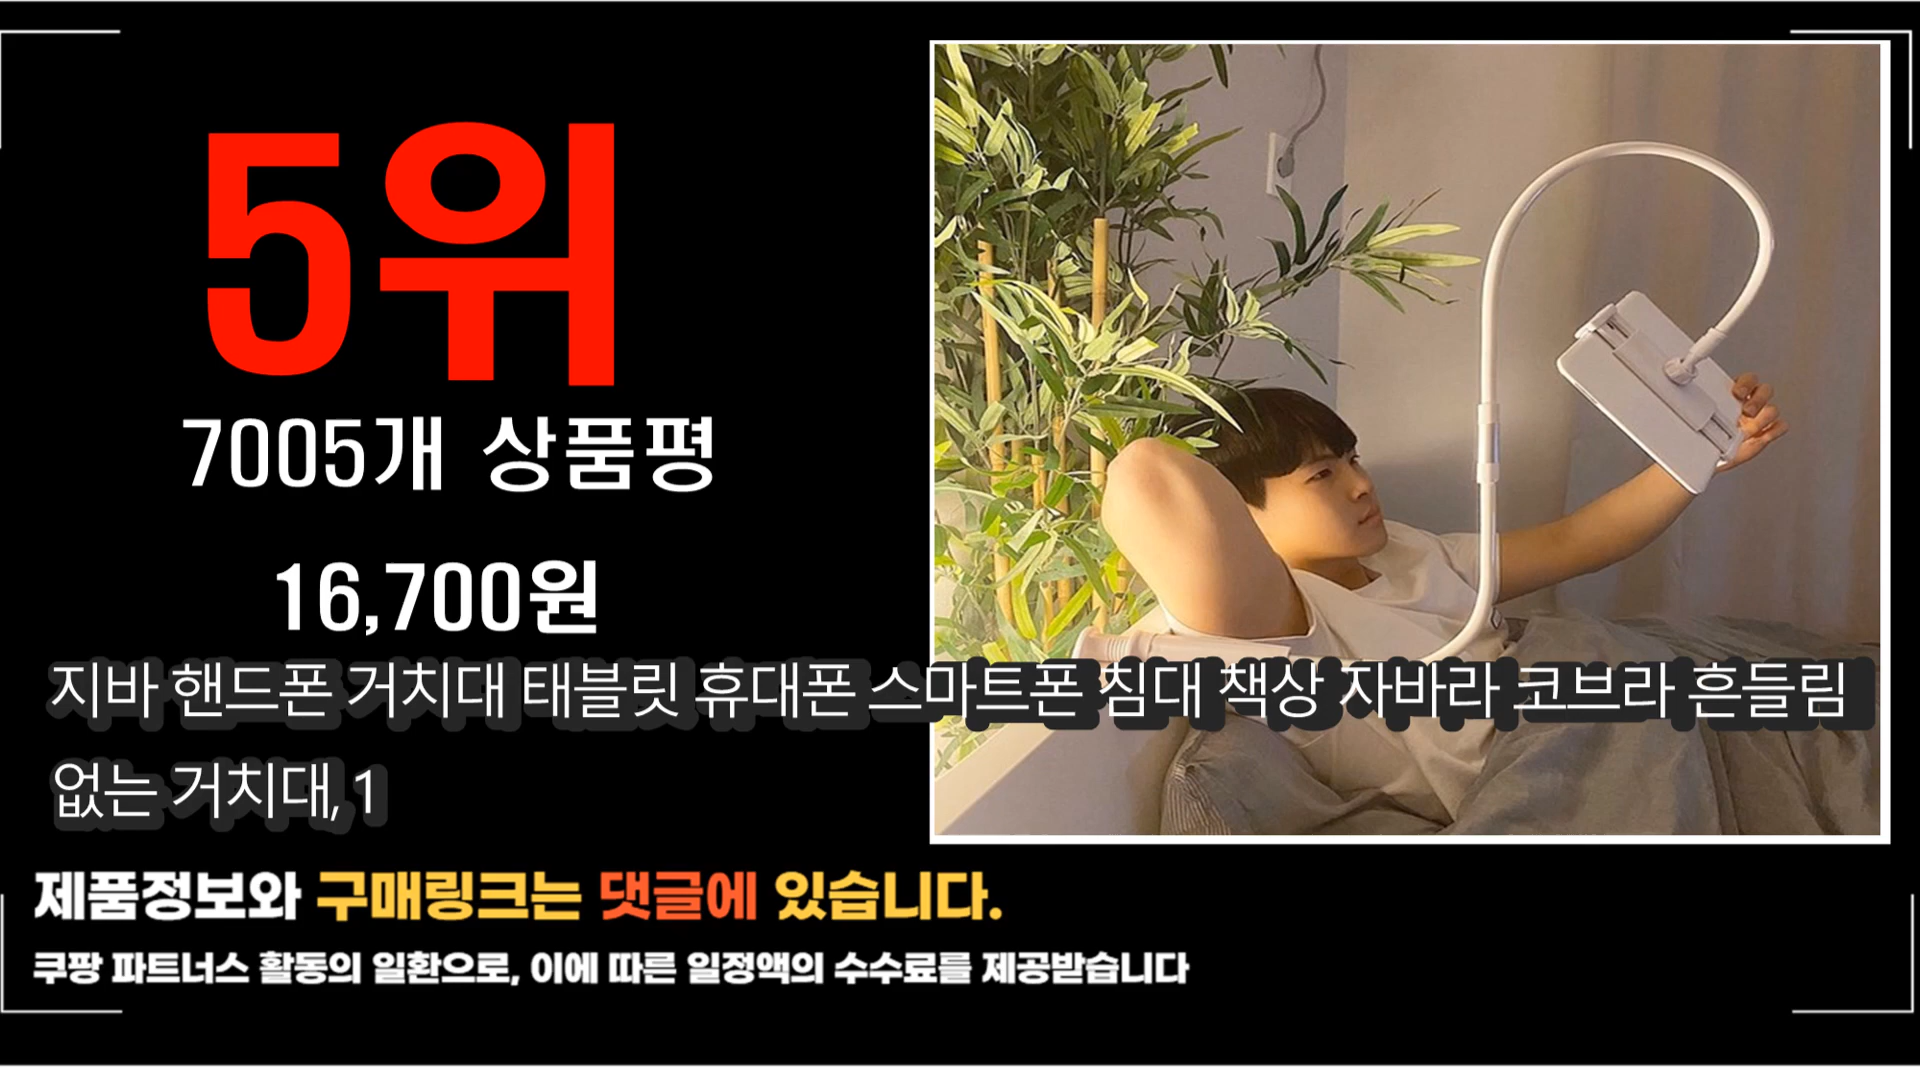 5위
7005개 상품평
16,700원
지바 핸드폰 거치대 태블릿 휴대폰 스마트폰 침대 책상 자바라 코브라 흔들림
없는 거치대, 1
제품정보와 구매링크는 댓글에 있습니다.
쿠팡 파트너스 활동의 일환으로, 이에 따른 일정액의 수수료를 제공받습니다